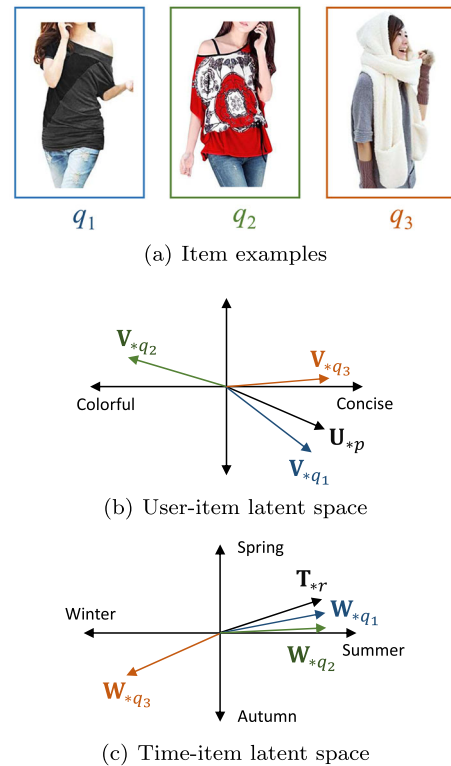 q₁ q₂ q₃
(a) Item examples
V*q₂
V*q₃
Colorful Concise
U*p
V*q₁
(b) User-item latent space
Spring
T*r
Winter W*q₁
Summer
W*q₂
W*q₃
Autumn
(c) Time-item latent space